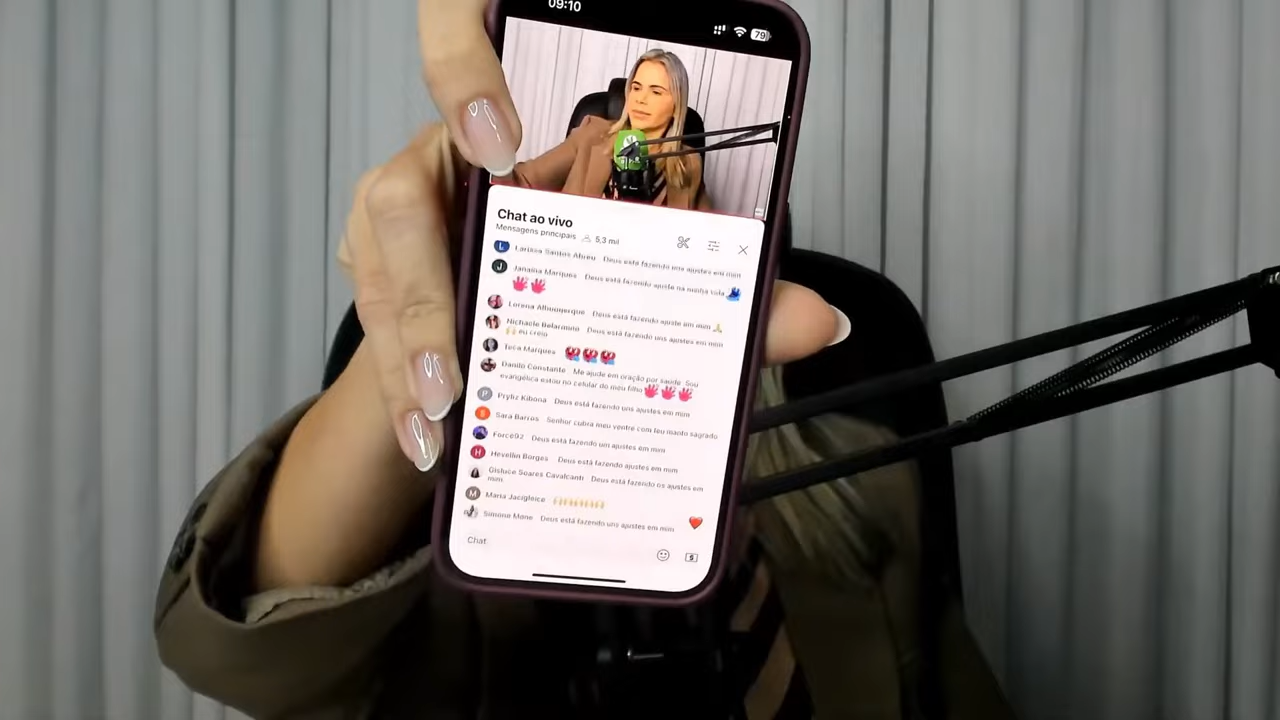 09:10
79
Chat ao vivo
Mensagens principais 5,3 mil
L Larissa Santos Abreu Deus está fazendo uns ajustes em mim
J Janaina Marques Deus está fazendo ajuste na minha vida
Lorena Albuquerque Deus está fazendo ajuste em mim 🙏
Michaele Belarmino Deus está fazendo uns ajustes em mim
eu creio
Teca Marques
Danilo Constante Me ajude em oração por saúde Sou
evangélica estou no celular do meu filho
P Pryliz Kibona Deus está fazendo uns ajustes em mim
S Sara Barros Senhor cubra meu ventre com teu manto sagrado
Force92 Deus está fazendo um ajustes em mim
H Hevellin Borges Deus está fazendo ajustes em mim
Gisluce Soares Cavalcanti Deus está fazendo os ajustes em
mim
M Maria Jacigleice
Simone Mone Deus está fazendo uns ajustes em mim ❤️
Chat